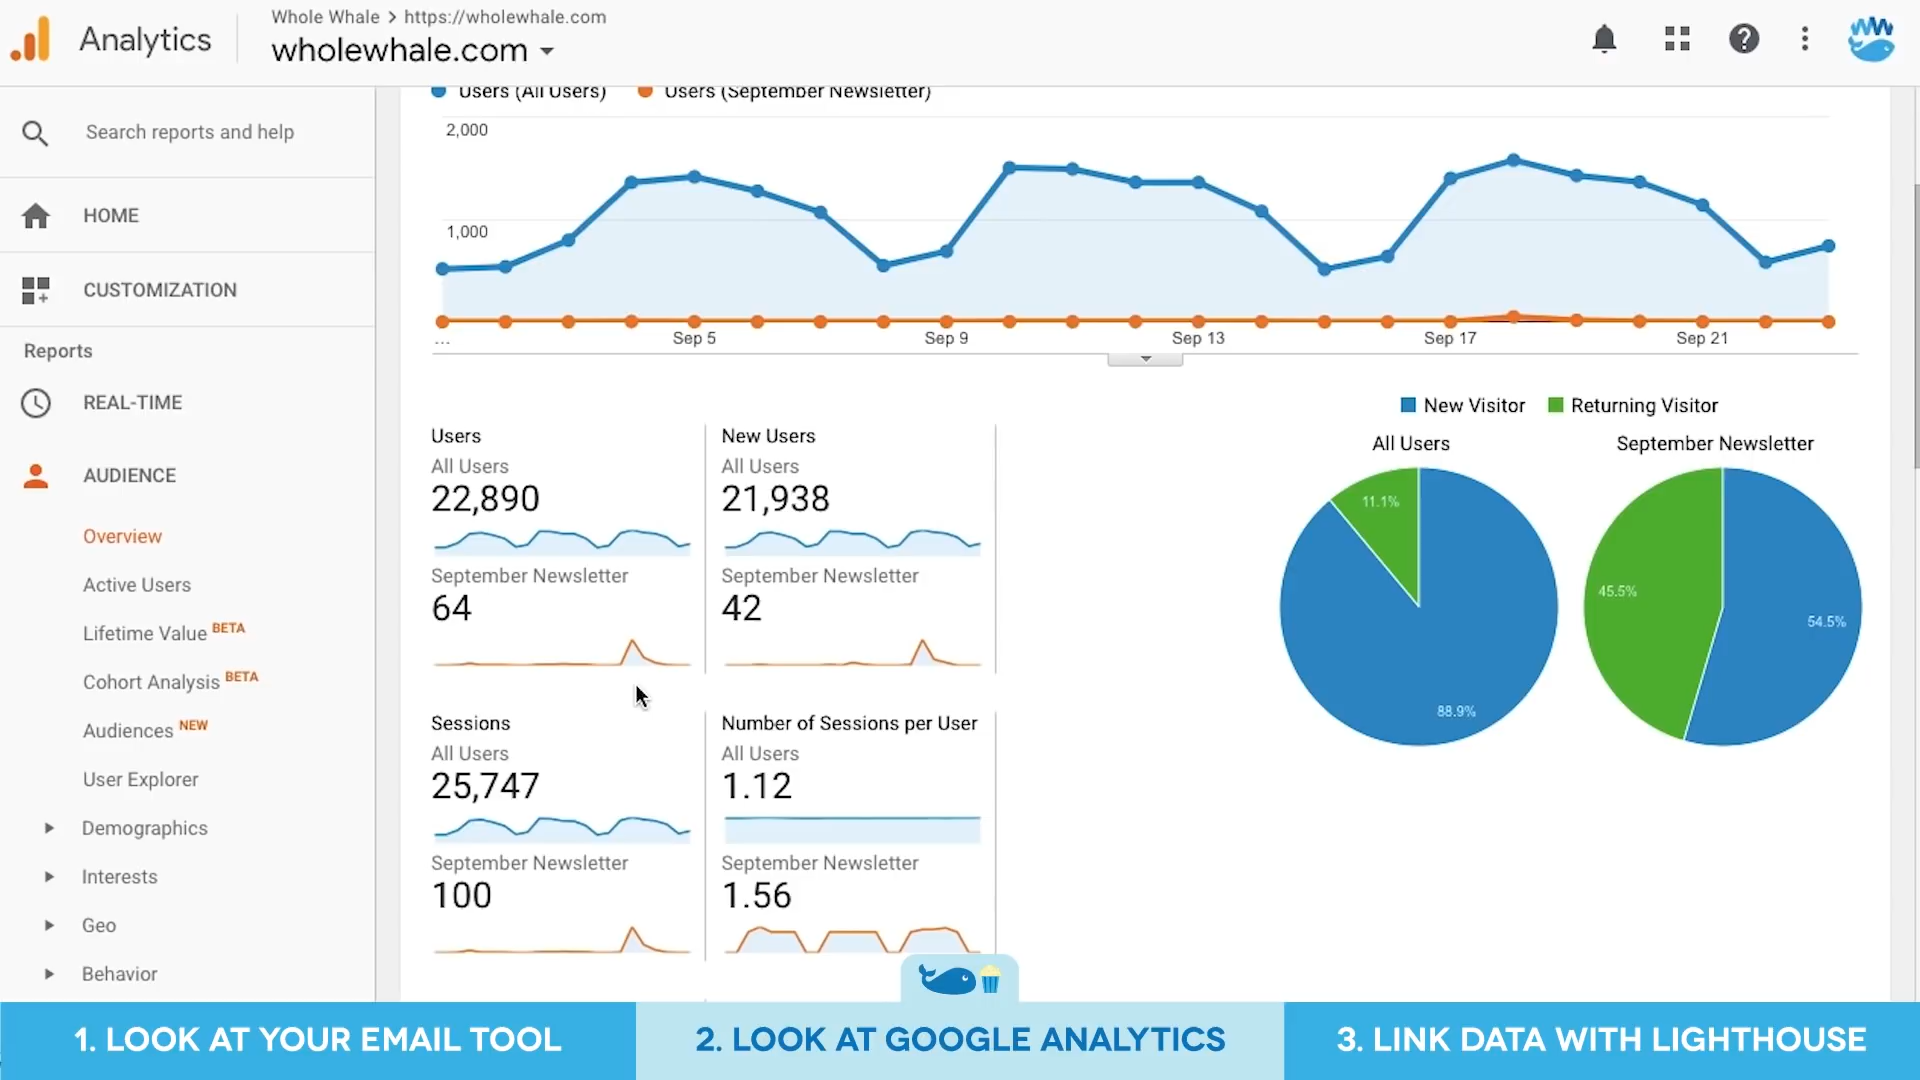 Analytics
Whole Whale > https://wholewhale.com
wholewhale.com
Search reports and help
HOME
CUSTOMIZATION
Reports
REAL-TIME
AUDIENCE
Overview
Active Users
Lifetime Value BETA
Cohort Analysis BETA
Audiences NEW
User Explorer
Demographics
Interests
Geo
Behavior
Users (All Users)
Users (September Newsletter)
2,000
1,000
... Sep 5 Sep 9 Sep 13 Sep 17 Sep 21
Users
All Users
22,890
September Newsletter
64
New Users
All Users
21,938
September Newsletter
42
Sessions
All Users
25,747
September Newsletter
100
Number of Sessions per User
All Users
1.12
September Newsletter
1.56
New Visitor Returning Visitor
All Users
11.1%
88.9%
September Newsletter
45.5%
54.5%
1. LOOK AT YOUR EMAIL TOOL
2. LOOK AT GOOGLE ANALYTICS
3. LINK DATA WITH LIGHTHOUSE